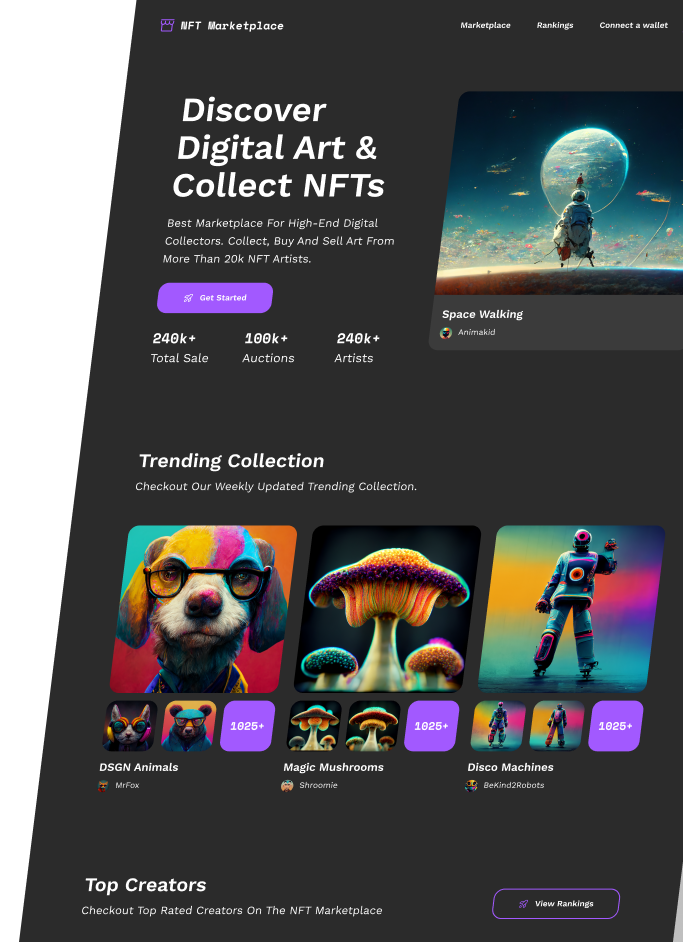 NFT Marketplace
Marketplace
Rankings
Connect a wallet
Discover
Digital Art &
Collect NFTs
Best Marketplace For High-End Digital
Collectors. Collect, Buy And Sell Art From
More Than 20k NFT Artists.
Get Started
240k+
Total Sale
100k+
Auctions
240k+
Artists
Space Walking
Animakid
Trending Collection
Checkout Our Weekly Updated Trending Collection.
1025+
DSGN Animals
MrFox
1025+
Magic Mushrooms
Shroomie
1025+
Disco Machines
BeKind2Robots
Top Creators
Checkout Top Rated Creators On The NFT Marketplace
View Rankings